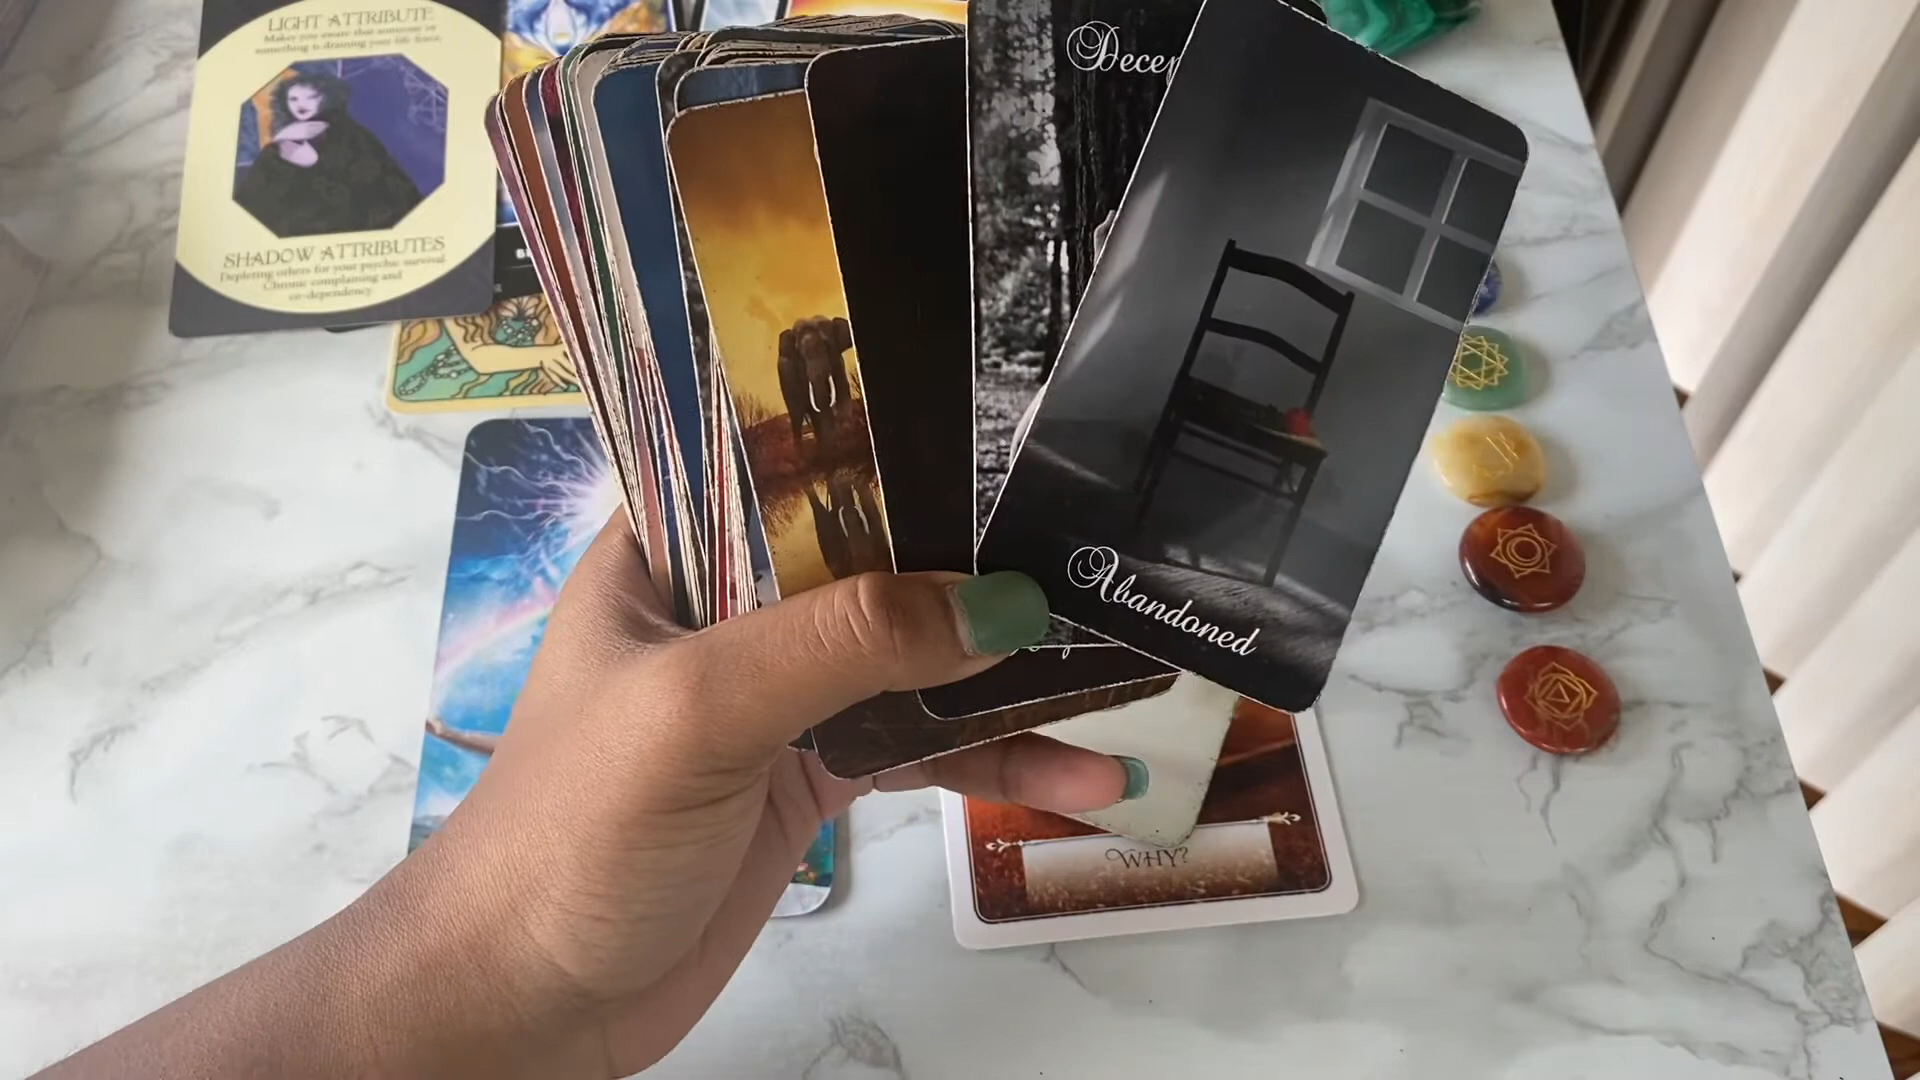 LIGHT ATTRIBUTE
Makes you aware that someone or
something is draining your life force.
SHADOW ATTRIBUTES
Depleting others for your psychic survival
Chronic complaining and
co-dependency.
Abandoned
WHY?